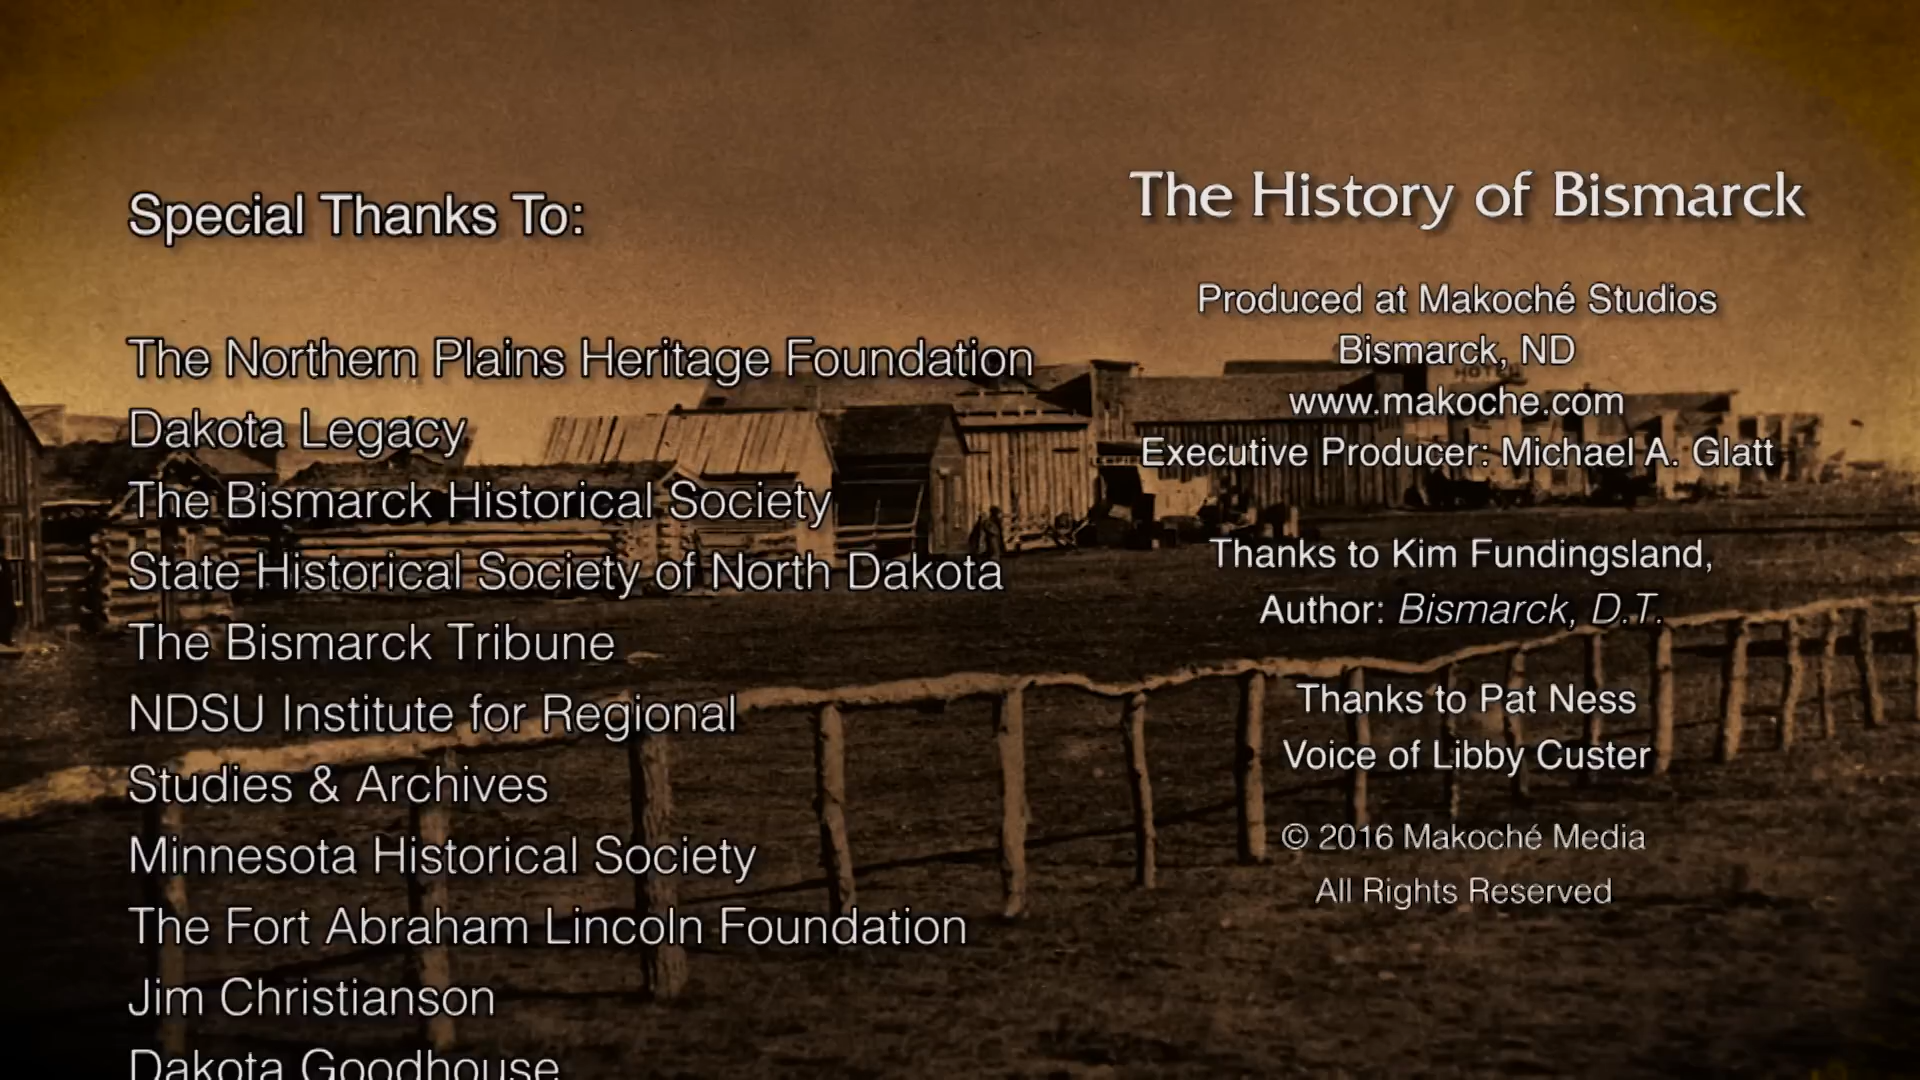 Special Thanks To:
The Northern Plains Heritage Foundation
Dakota Legacy
The Bismarck Historical Society
State Historical Society of North Dakota
The Bismarck Tribune
NDSU Institute for Regional
Studies & Archives
Minnesota Historical Society
The Fort Abraham Lincoln Foundation
Jim Christianson
Dakota Goodhouse
The History of Bismarck
Produced at Makoché Studios
Bismarck, ND
www.makoche.com
Executive Producer: Michael A. Glatt
Thanks to Kim Fundingsland,
Author: Bismarck, D.T.
Thanks to Pat Ness
Voice of Libby Custer
© 2016 Makoché Media
All Rights Reserved
HOTEL